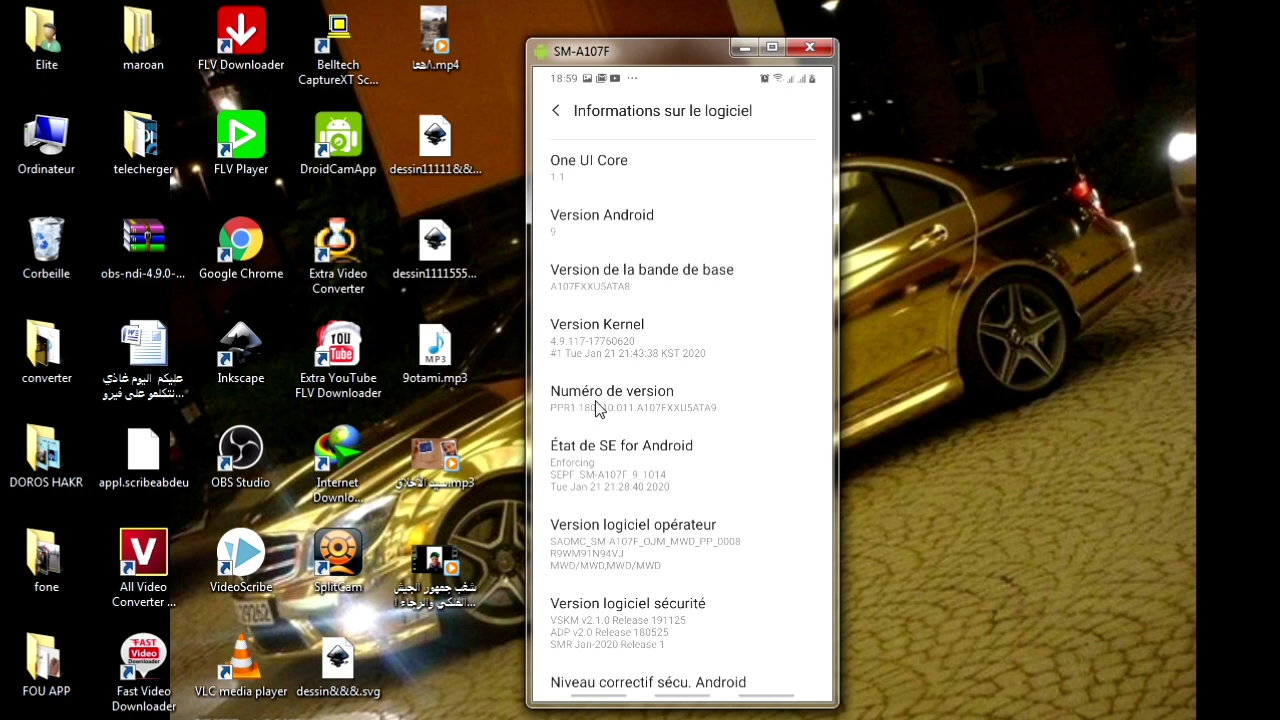 Elite
maroan
FLV Downloader
Belltech
CaptureXT Sc...
Ordinateur
telecharger
FLV Player
DroidCamApp
dessin11111&&...
Corbeille
obs-ndi-4.9.0-...
Google Chrome
Extra Video
Converter
dessin1111555...
converter
عليكم اليوم غاذي
...نتكلمو على فيرو
Inkscape
Extra YouTube
FLV Downloader
9otami.mp3
DOROS HAKR
appl.scribeabdeu
OBS Studio
Internet
Downlo...
fone
All Video
Converter ...
VideoScribe
SplitCam
FOU APP
Fast Video
Downloader
VLC media player
dessin&&&.svg
SM-A107F
18:59
Informations sur le logiciel
One UI Core
1.1
Version Android
9
Version de la bande de base
A107FXXU5ATA8
Version Kernel
4.9.117-17760620
#1 Tue Jan 21 21:43:38 KST 2020
Numéro de version
État de SE for Android
Enforcing
SEPF_SM-A107F_9_1014
Tue Jan 21 21:28:40 2020
Version logiciel opérateur
SAOMC_SM-A107F_OJM_MWD_PP_0008
R9WM91N94VJ
MWD/MWD,MWD/MWD
Version logiciel sécurité
VSKM v2.1.0 Release 191125
ADP v2.0 Release 180525
SMR Jan-2020 Release 1
Niveau correctif sécu. Android